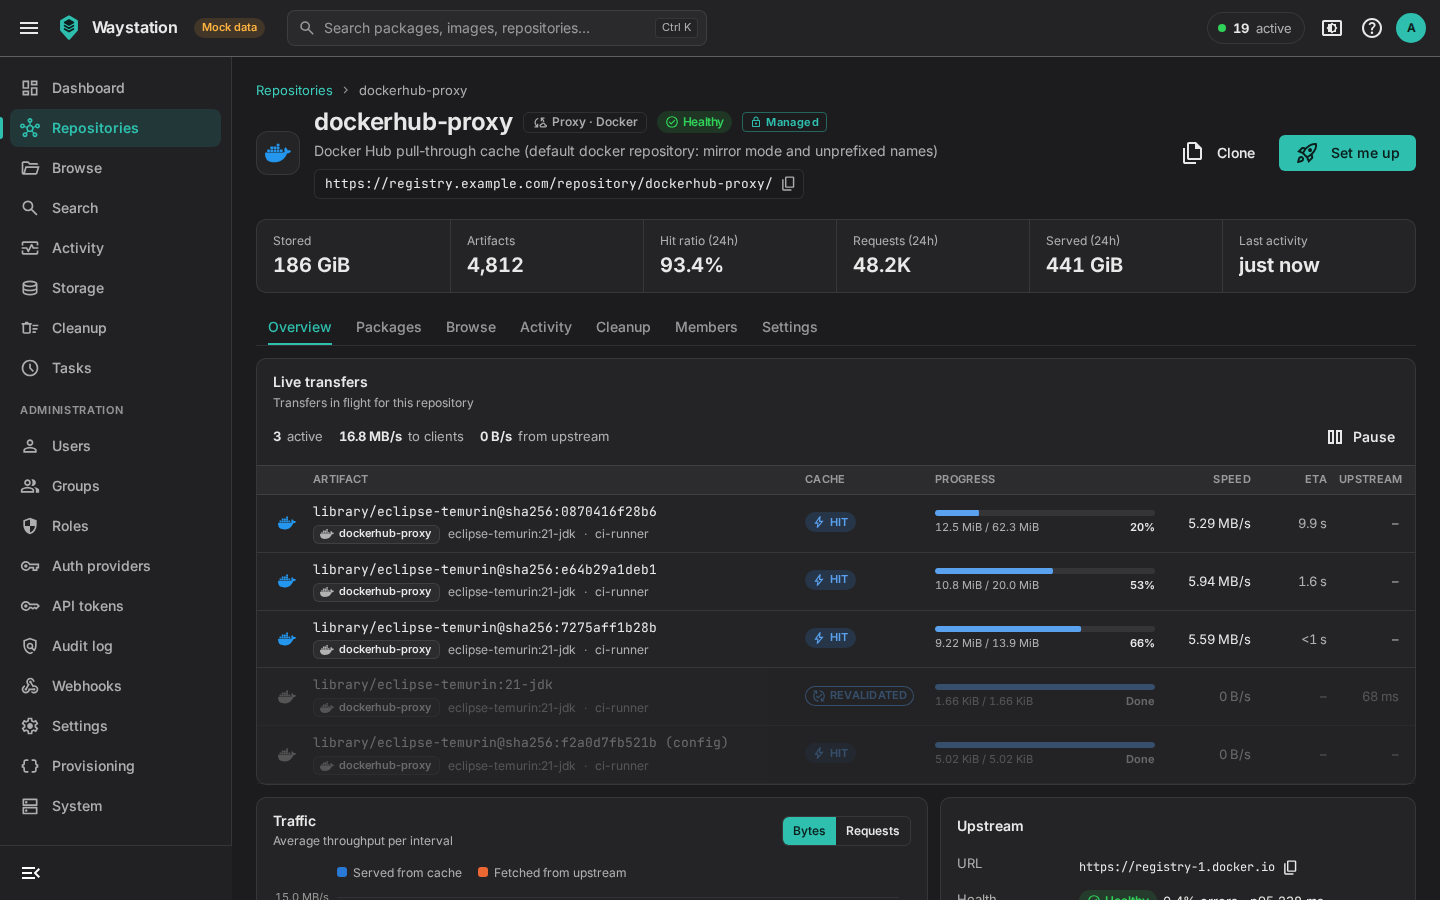 Waystation
Mock data
Search packages, images, repositories...
Ctrl K
19 active
A
Dashboard
Repositories
Browse
Search
Activity
Storage
Cleanup
Tasks
ADMINISTRATION
Users
Groups
Roles
Auth providers
API tokens
Audit log
Webhooks
Settings
Provisioning
System
Repositories > dockerhub-proxy
dockerhub-proxy
Proxy · Docker
Healthy
Managed
Docker Hub pull-through cache (default docker repository: mirror mode and unprefixed names)
https://registry.example.com/repository/dockerhub-proxy/
Clone
Set me up
Stored
186 GiB
Artifacts
4,812
Hit ratio (24h)
93.4%
Requests (24h)
48.2K
Served (24h)
441 GiB
Last activity
just now
Overview Packages Browse Activity Cleanup Members Settings
Live transfers
Transfers in flight for this repository
3 active 16.8 MB/s to clients 0 B/s from upstream
Pause
ARTIFACT CACHE PROGRESS SPEED ETA UPSTREAM
library/eclipse-temurin@sha256:0870416f28b6
dockerhub-proxy eclipse-temurin:21-jdk · ci-runner
HIT
12.5 MiB / 62.3 MiB 20%
5.29 MB/s 9.9 s –
library/eclipse-temurin@sha256:e64b29a1deb1
dockerhub-proxy eclipse-temurin:21-jdk · ci-runner
HIT
10.8 MiB / 20.0 MiB 53%
5.94 MB/s 1.6 s –
library/eclipse-temurin@sha256:7275aff1b28b
dockerhub-proxy eclipse-temurin:21-jdk · ci-runner
HIT
9.22 MiB / 13.9 MiB 66%
5.59 MB/s <1 s –
library/eclipse-temurin:21-jdk
dockerhub-proxy eclipse-temurin:21-jdk · ci-runner
REVALIDATED
1.66 KiB / 1.66 KiB Done
0 B/s – 68 ms
library/eclipse-temurin@sha256:f2a0d7fb521b (config)
dockerhub-proxy eclipse-temurin:21-jdk · ci-runner
HIT
5.02 KiB / 5.02 KiB Done
0 B/s – –
Traffic
Average throughput per interval
Bytes Requests
Served from cache Fetched from upstream
15.0 MB/s
Upstream
URL https://registry-1.docker.io
Health Healthy